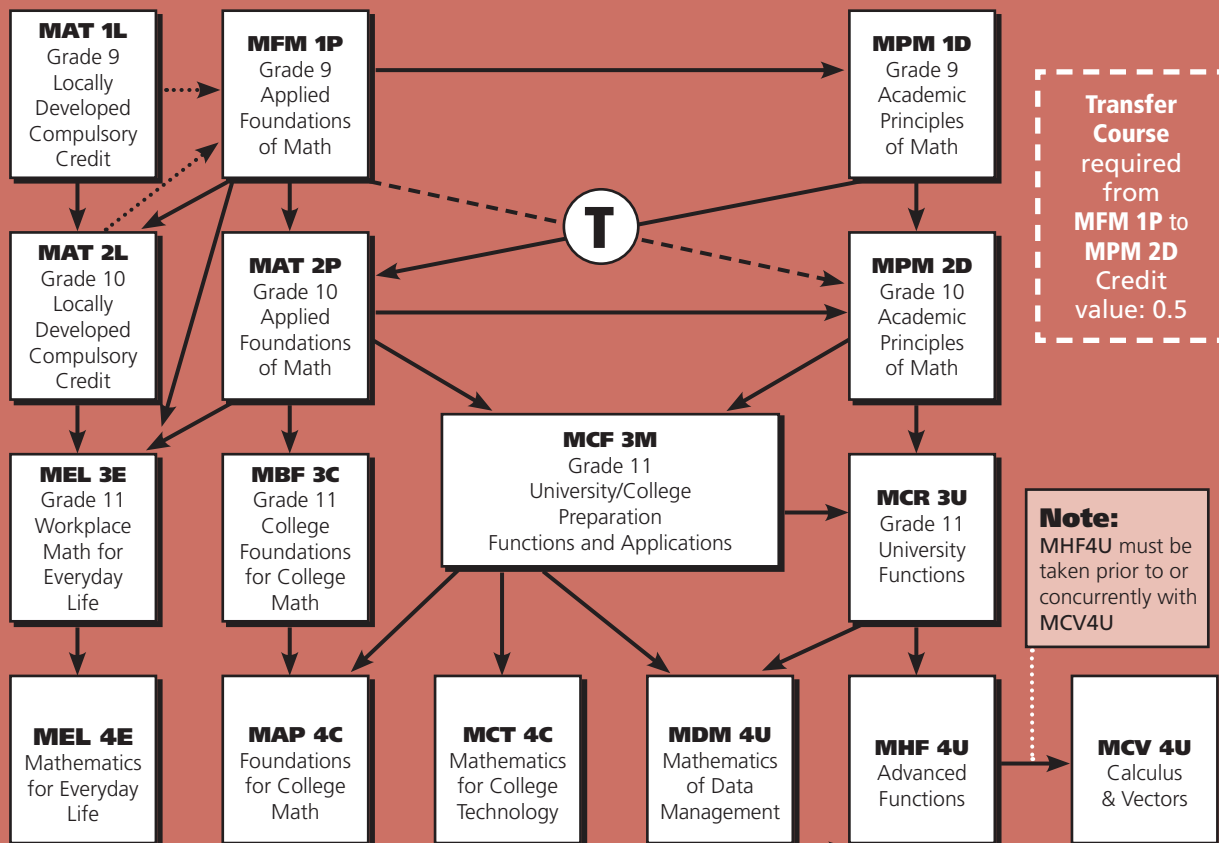 MAT 1L
Grade 9
Locally
Developed
Compulsory
Credit
MFM 1P
Grade 9
Applied
Foundations
of Math
MPM 1D
Grade 9
Academic
Principles
of Math
Transfer
Course
required
from
MFM 1P to
MPM 2D
Credit
value: 0.5
T
MAT 2L
Grade 10
Locally
Developed
Compulsory
Credit
MAT 2P
Grade 10
Applied
Foundations
of Math
MPM 2D
Grade 10
Academic
Principles
of Math
MEL 3E
Grade 11
Workplace
Math for
Everyday
Life
MBF 3C
Grade 11
College
Foundations
for College
Math
MCF 3M
Grade 11
University/College
Preparation
Functions and Applications
MCR 3U
Grade 11
University
Functions
Note:
MHF4U must be
taken prior to or
concurrently with
MCV4U
MEL 4E
Mathematics
for Everyday
Life
MAP 4C
Foundations
for College
Math
MCT 4C
Mathematics
for College
Technology
MDM 4U
Mathematics
of Data
Management
MHF 4U
Advanced
Functions
MCV 4U
Calculus
& Vectors